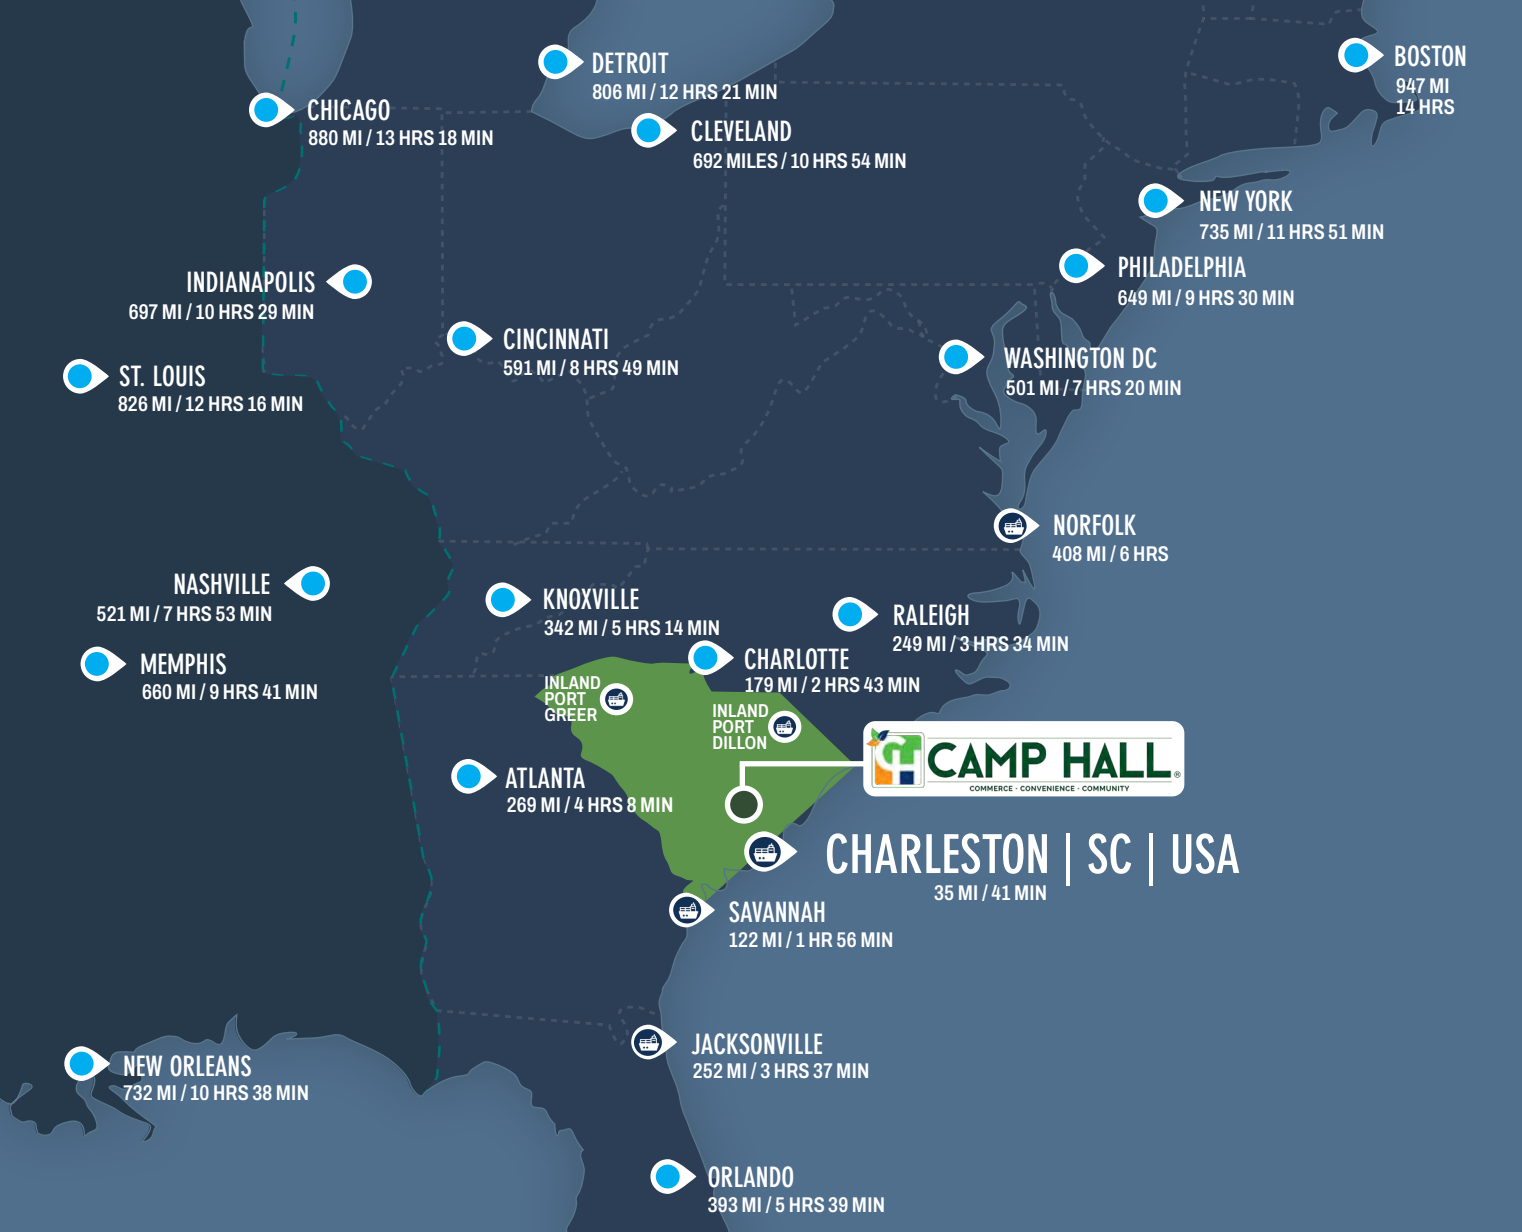 DETROIT
806 MI / 12 HRS 21 MIN
BOSTON
947 MI
14 HRS
CHICAGO
880 MI / 13 HRS 18 MIN
CLEVELAND
692 MILES / 10 HRS 54 MIN
NEW YORK
735 MI / 11 HRS 51 MIN
PHILADELPHIA
649 MI / 9 HRS 30 MIN
INDIANAPOLIS
697 MI / 10 HRS 29 MIN
CINCINNATI
591 MI / 8 HRS 49 MIN
WASHINGTON DC
501 MI / 7 HRS 20 MIN
ST. LOUIS
826 MI / 12 HRS 16 MIN
NORFOLK
408 MI / 6 HRS
NASHVILLE
521 MI / 7 HRS 53 MIN
KNOXVILLE
342 MI / 5 HRS 14 MIN
RALEIGH
249 MI / 3 HRS 34 MIN
MEMPHIS
660 MI / 9 HRS 41 MIN
CHARLOTTE
179 MI / 2 HRS 43 MIN
INLAND
PORT
GREER
INLAND
PORT
DILLON
CH CAMP HALL®
COMMERCE · CONVENIENCE · COMMUNITY
ATLANTA
269 MI / 4 HRS 8 MIN
CHARLESTON | SC | USA
35 MI / 41 MIN
SAVANNAH
122 MI / 1 HR 56 MIN
JACKSONVILLE
252 MI / 3 HRS 37 MIN
NEW ORLEANS
732 MI / 10 HRS 38 MIN
ORLANDO
393 MI / 5 HRS 39 MIN